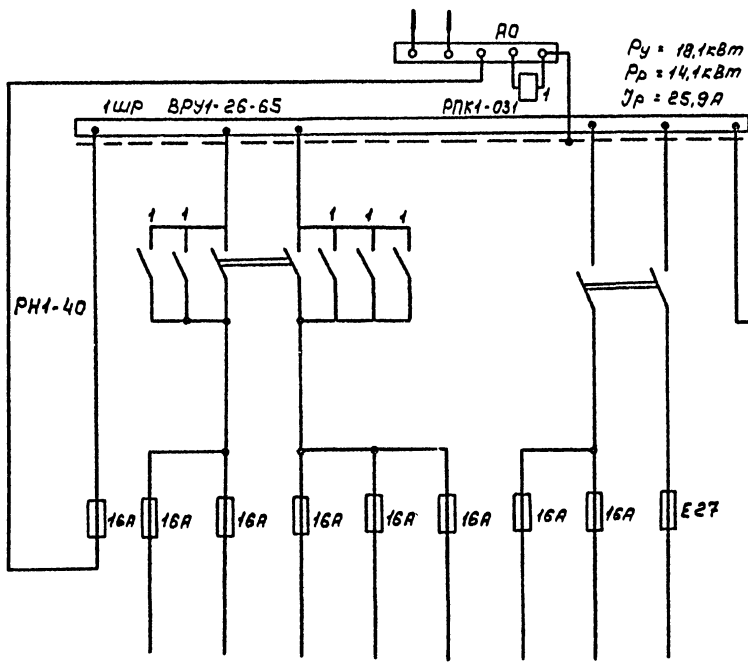 АО
Ру = 18,1кВт
Рр = 14,1кВт
Јр = 25,9А
1
1ШР ВРУ1-26-65 РПК1-031
1 1 1 1 1
РН1-40
16А 16А 16А 16А 16А 16А 16А 16А Е27